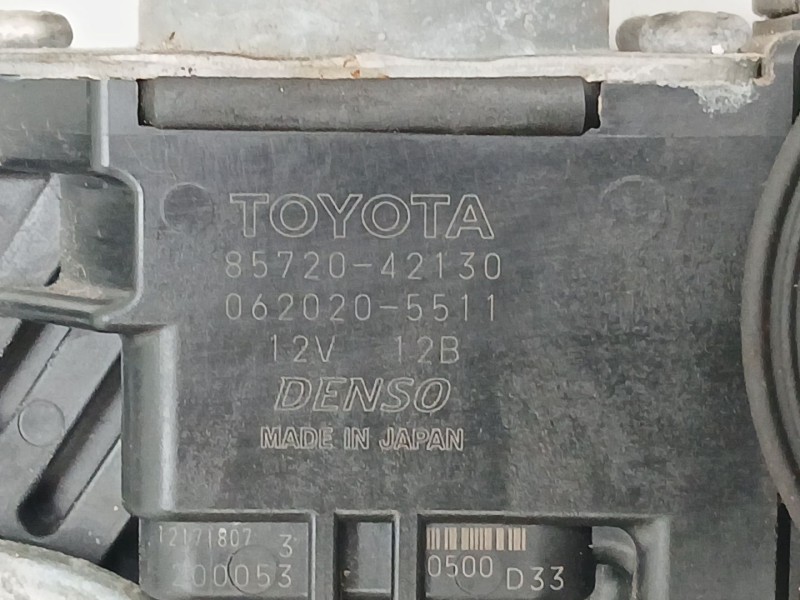 TOYOTA
85720-42130
062020-5511
12V 12B
DENSO
MADE IN JAPAN
12171807 3
200053
0500 D33